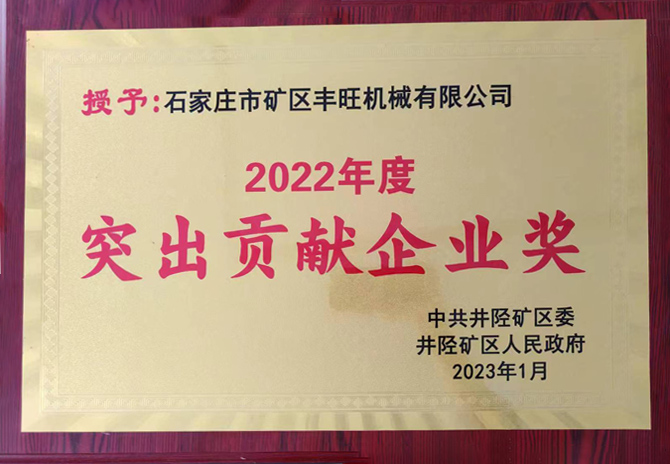 授予:石家庄市矿区丰旺机械有限公司
2022年度
突出贡献企业奖
中共井陉矿区委
井陉矿区人民政府
2023年1月